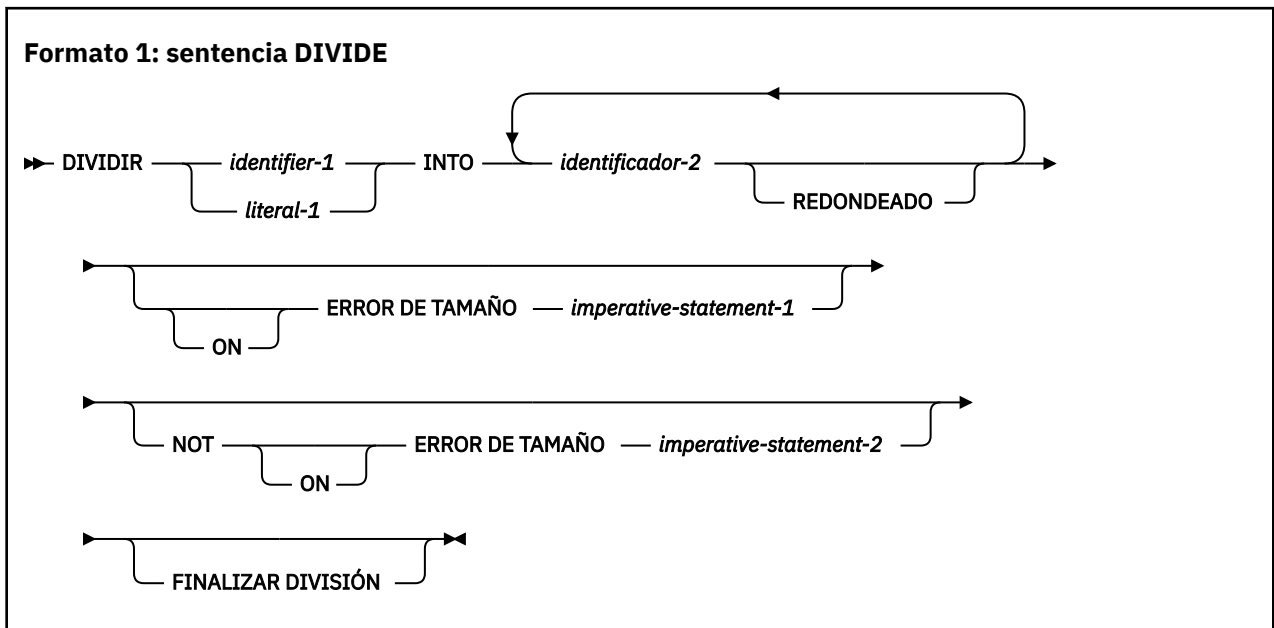 Formato 1: sentencia DIVIDE
DIVIDIR identifier-1 INTO identificador-2
literal-1 REDONDEADO
ERROR DE TAMAÑO imperative-statement-1
ON
NOT ERROR DE TAMAÑO imperative-statement-2
ON
FINALIZAR DIVISIÓN